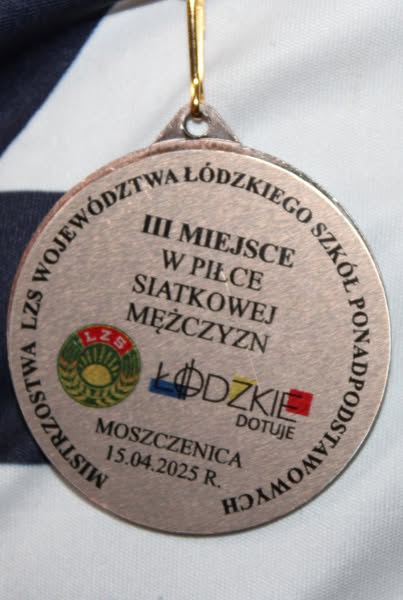 MISTRZOSTWA LZS WOJEWÓDZTWA ŁÓDZKIEGO SZKÓŁ PONADPODSTAWOWYCH
III MIEJSCE
W PIŁCE
SIATKOWEJ
MĘŻCZYZN
LZS
ŁÓDZKIE
DOTUJE
MOSZCZENICA
15.04.2025 R.